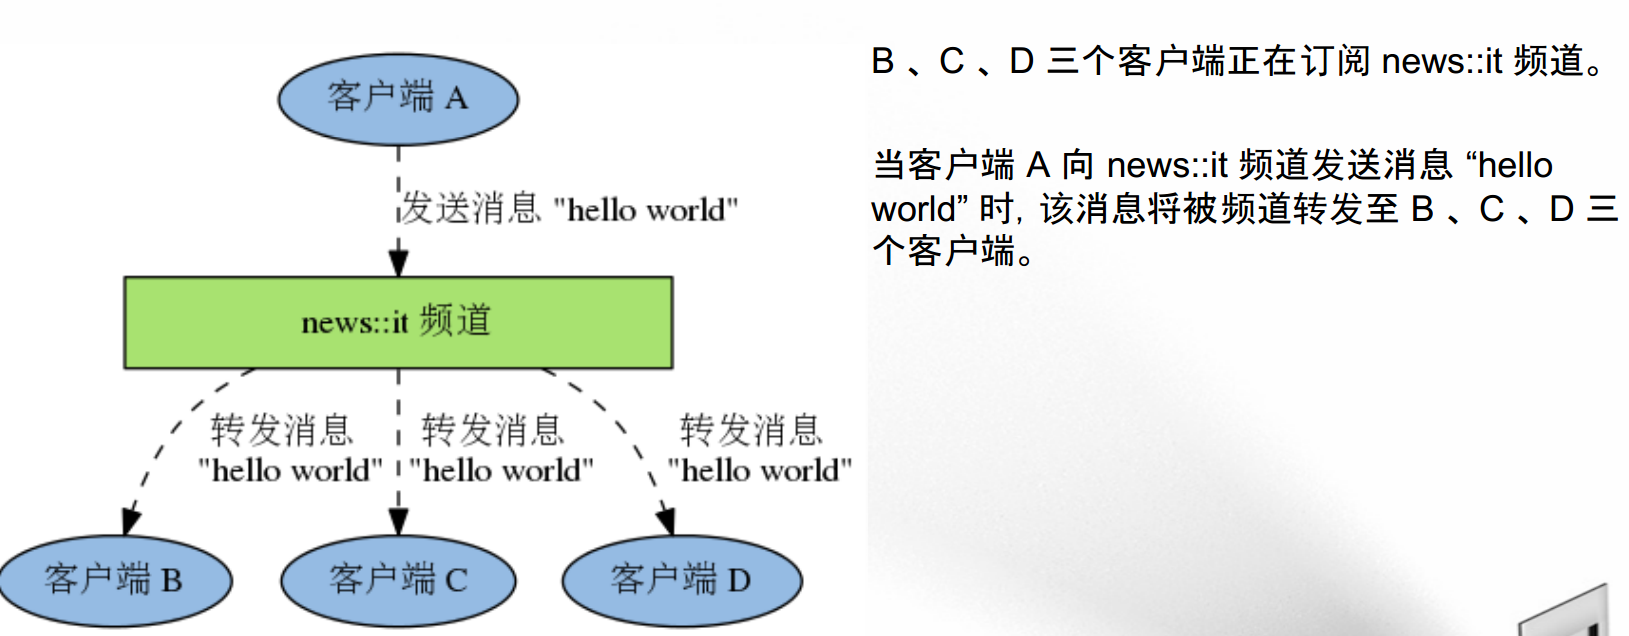 客户端 A
发送消息 "hello world"
news::it 频道
转发消息
"hello world"
转发消息
"hello world"
转发消息
"hello world"
客户端 B
客户端 C
客户端 D
B 、C 、D 三个客户端正在订阅 news::it 频道。
当客户端 A 向 news::it 频道发送消息 “hello
world” 时, 该消息将被频道转发至 B 、C 、D 三
个客户端。